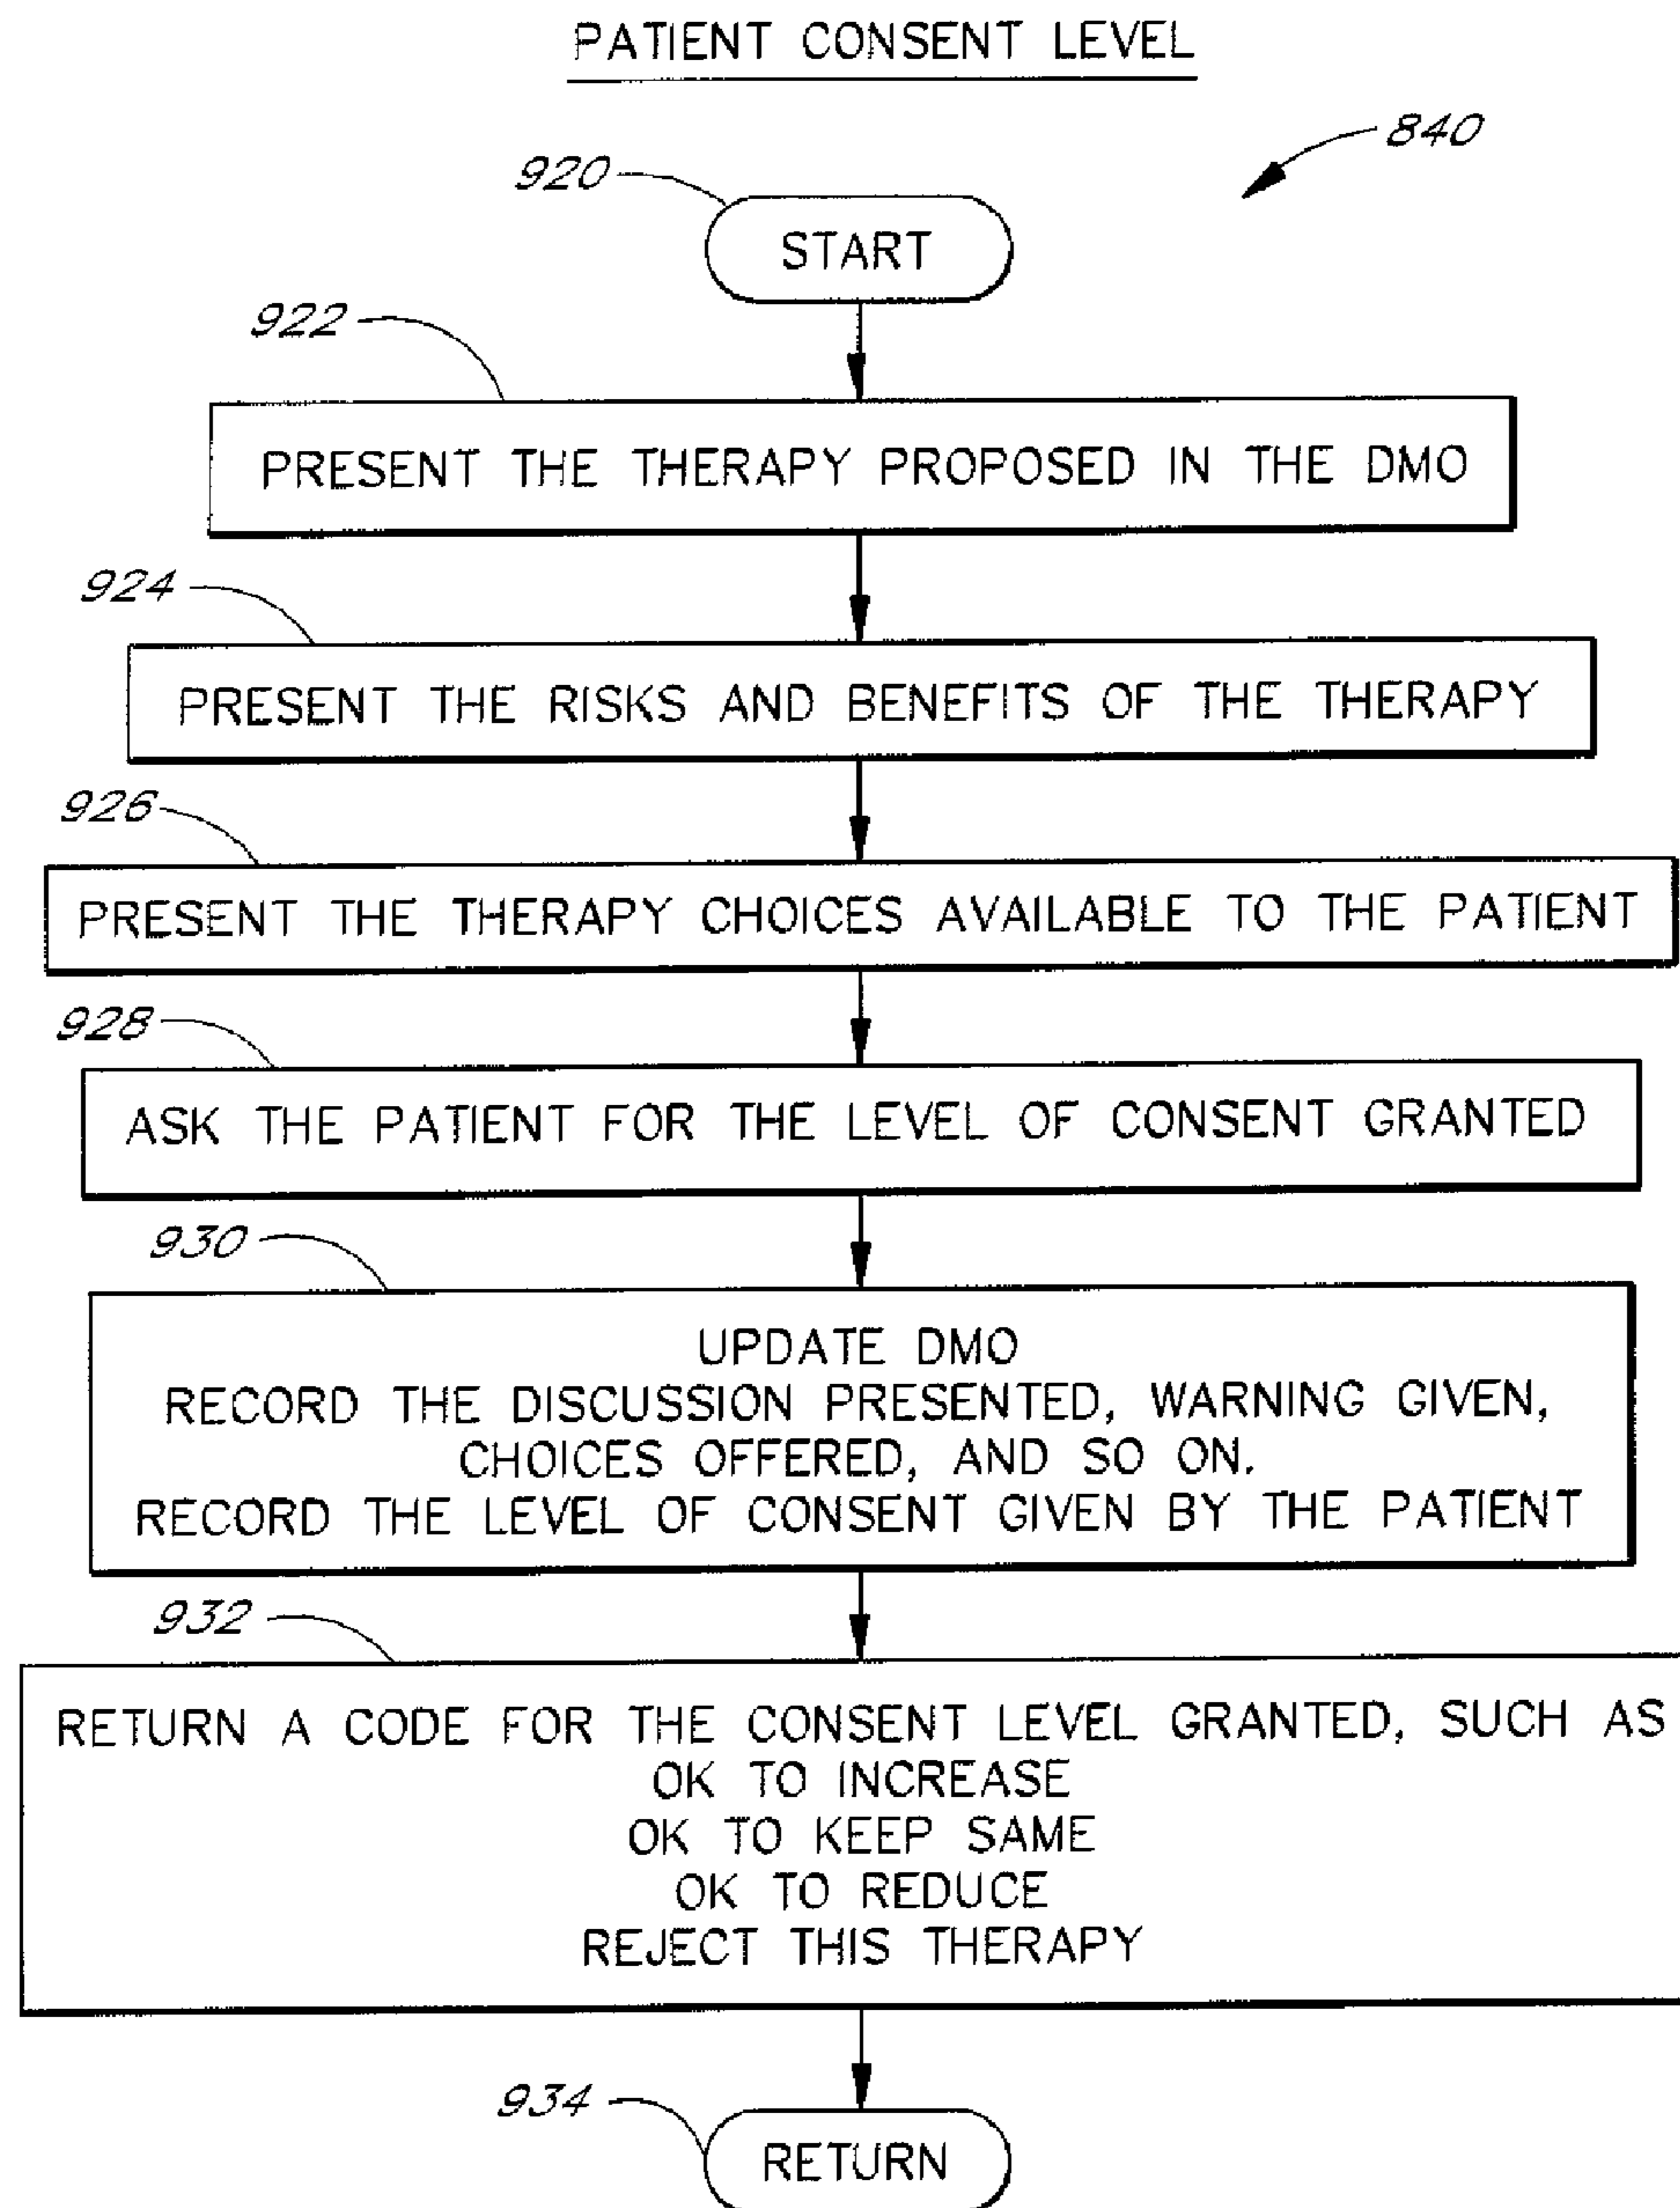 PATIENT CONSENT LEVEL
840
920
START
922
PRESENT THE THERAPY PROPOSED IN THE DMO
924
PRESENT THE RISKS AND BENEFITS OF THE THERAPY
926
PRESENT THE THERAPY CHOICES AVAILABLE TO THE PATIENT
928
ASK THE PATIENT FOR THE LEVEL OF CONSENT GRANTED
930
UPDATE DMO
RECORD THE DISCUSSION PRESENTED, WARNING GIVEN,
CHOICES OFFERED, AND SO ON.
RECORD THE LEVEL OF CONSENT GIVEN BY THE PATIENT
932
RETURN A CODE FOR THE CONSENT LEVEL GRANTED, SUCH AS
OK TO INCREASE
OK TO KEEP SAME
OK TO REDUCE
REJECT THIS THERAPY
934
RETURN